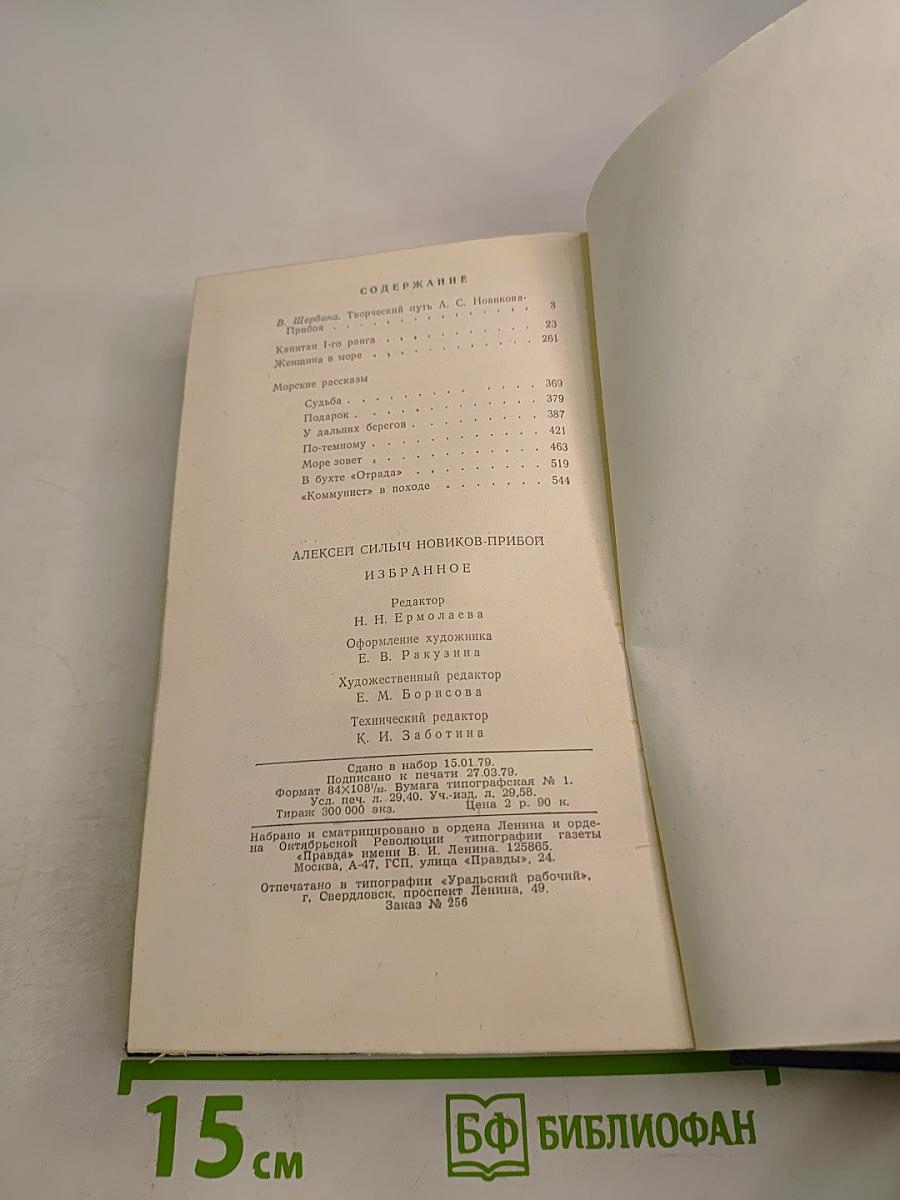 СОДЕРЖАНИЕ
В. Щербина. Творческий путь А. С. Новикова-
Прибоя . . . . . . . . . . . . . 3
Капитан 1-го ранга . . . . . . . . . . 23
Женщина в море . . . . . . . . . . . 261
Морские рассказы
Судьба . . . . . . . . . . . . . 369
Подарок . . . . . . . . . . . . . 379
У дальних берегов . . . . . . . . . . 387
По-темному . . . . . . . . . . . . 421
Море зовет . . . . . . . . . . . . 463
В бухте «Отрада» . . . . . . . . . . 519
«Коммунист» в походе . . . . . . . 544
АЛЕКСЕЙ СИЛЫЧ НОВИКОВ-ПРИБОЙ
ИЗБРАННОЕ
Редактор
Н. Н. Ермолаева
Оформление художника
Е. В. Ракузина
Художественный редактор
Е. М. Борисова
Технический редактор
К. И. Заботина
Сдано в набор 15.01.79.
Подписано к печати 27.03.79.
Формат 84×108¹/₃₂. Бумага типографская № 1.
Усл. печ. л. 29,40. Уч.-изд. л. 29,58.
Тираж 300 000 экз. Цена 2 р. 90 к.
Набрано и сматрицировано в ордена Ленина и орде-
на Октябрьской Революции типографии газеты
«Правда» имени В. И. Ленина. 125865.
Москва, А-47, ГСП, улица «Правды», 24.
Отпечатано в типографии «Уральский рабочий»,
г, Свердловск, проспект Ленина, 49.
Заказ № 256
15 см
БФ БИБЛИОФАН